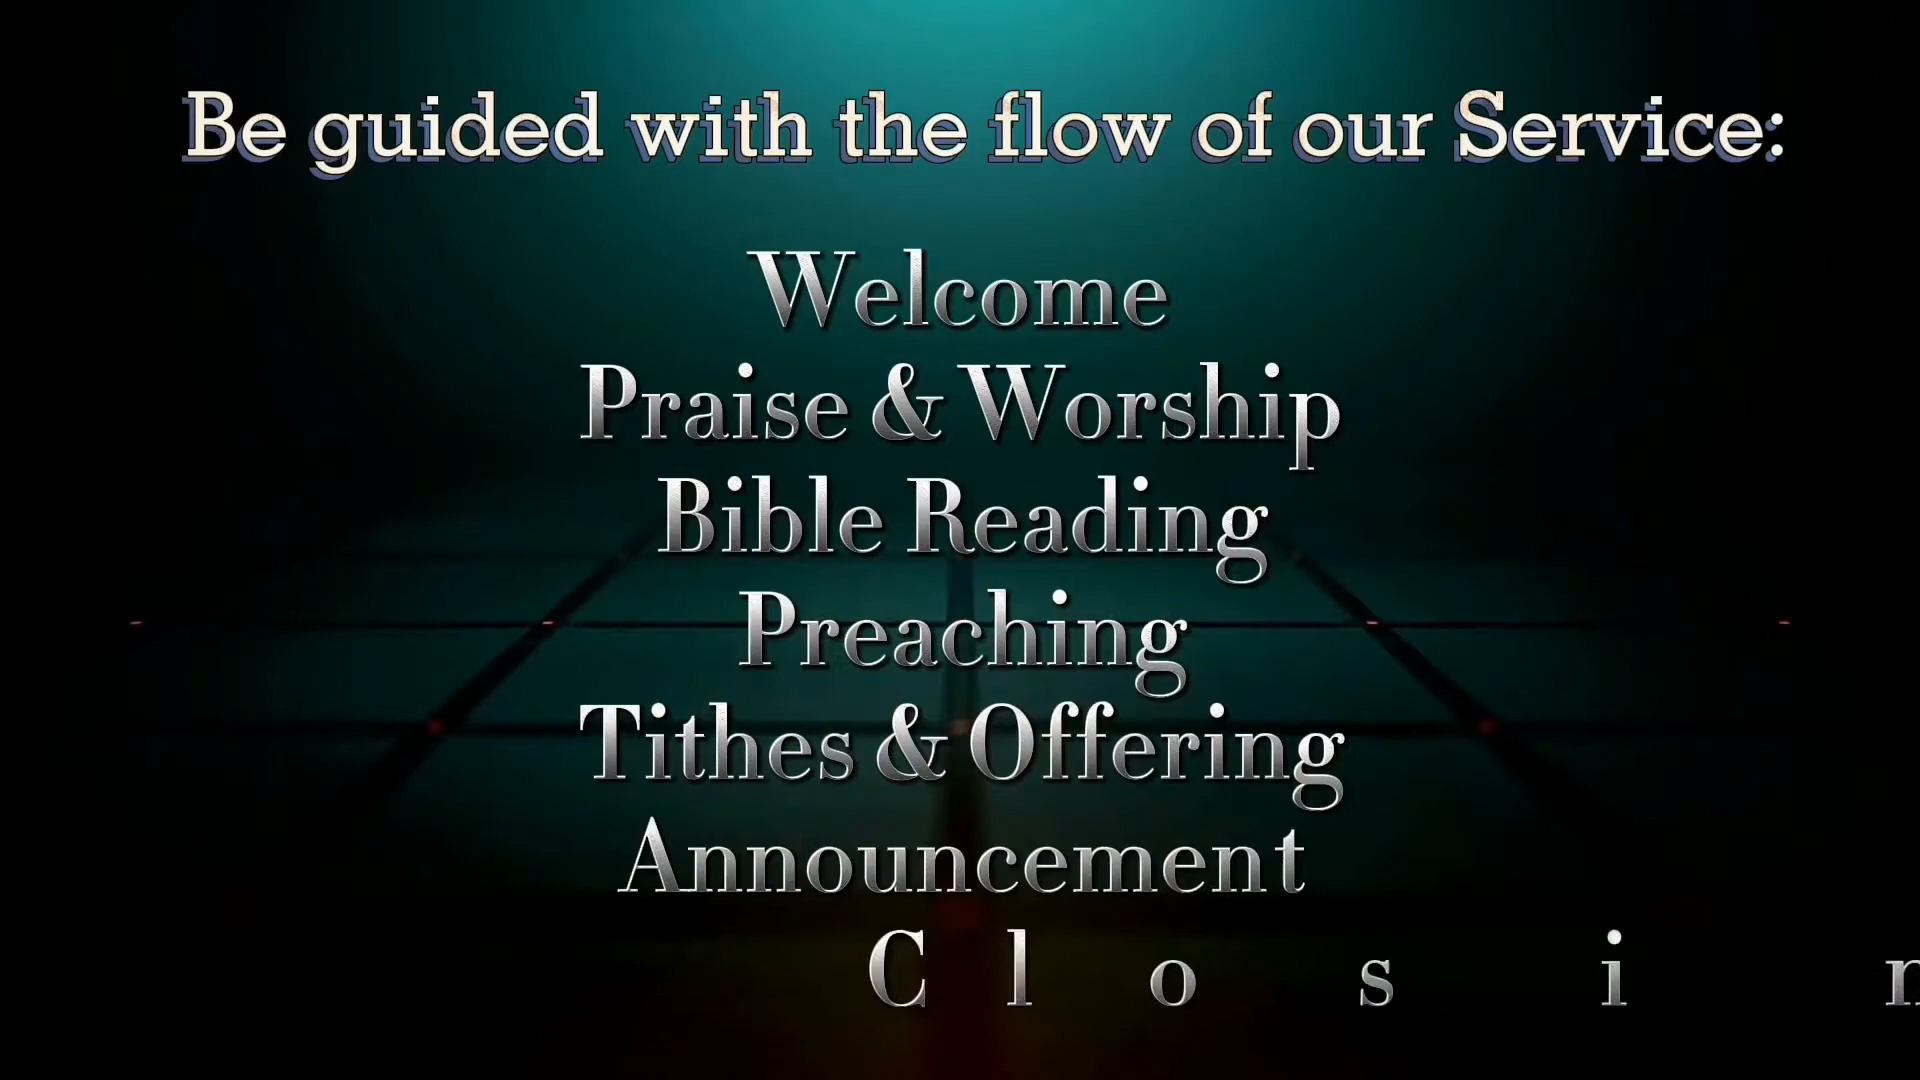 Be guided with the flow of our Service:
Welcome
Praise & Worship
Bible Reading
Preaching
Tithes & Offering
Announcement
C l o s i n